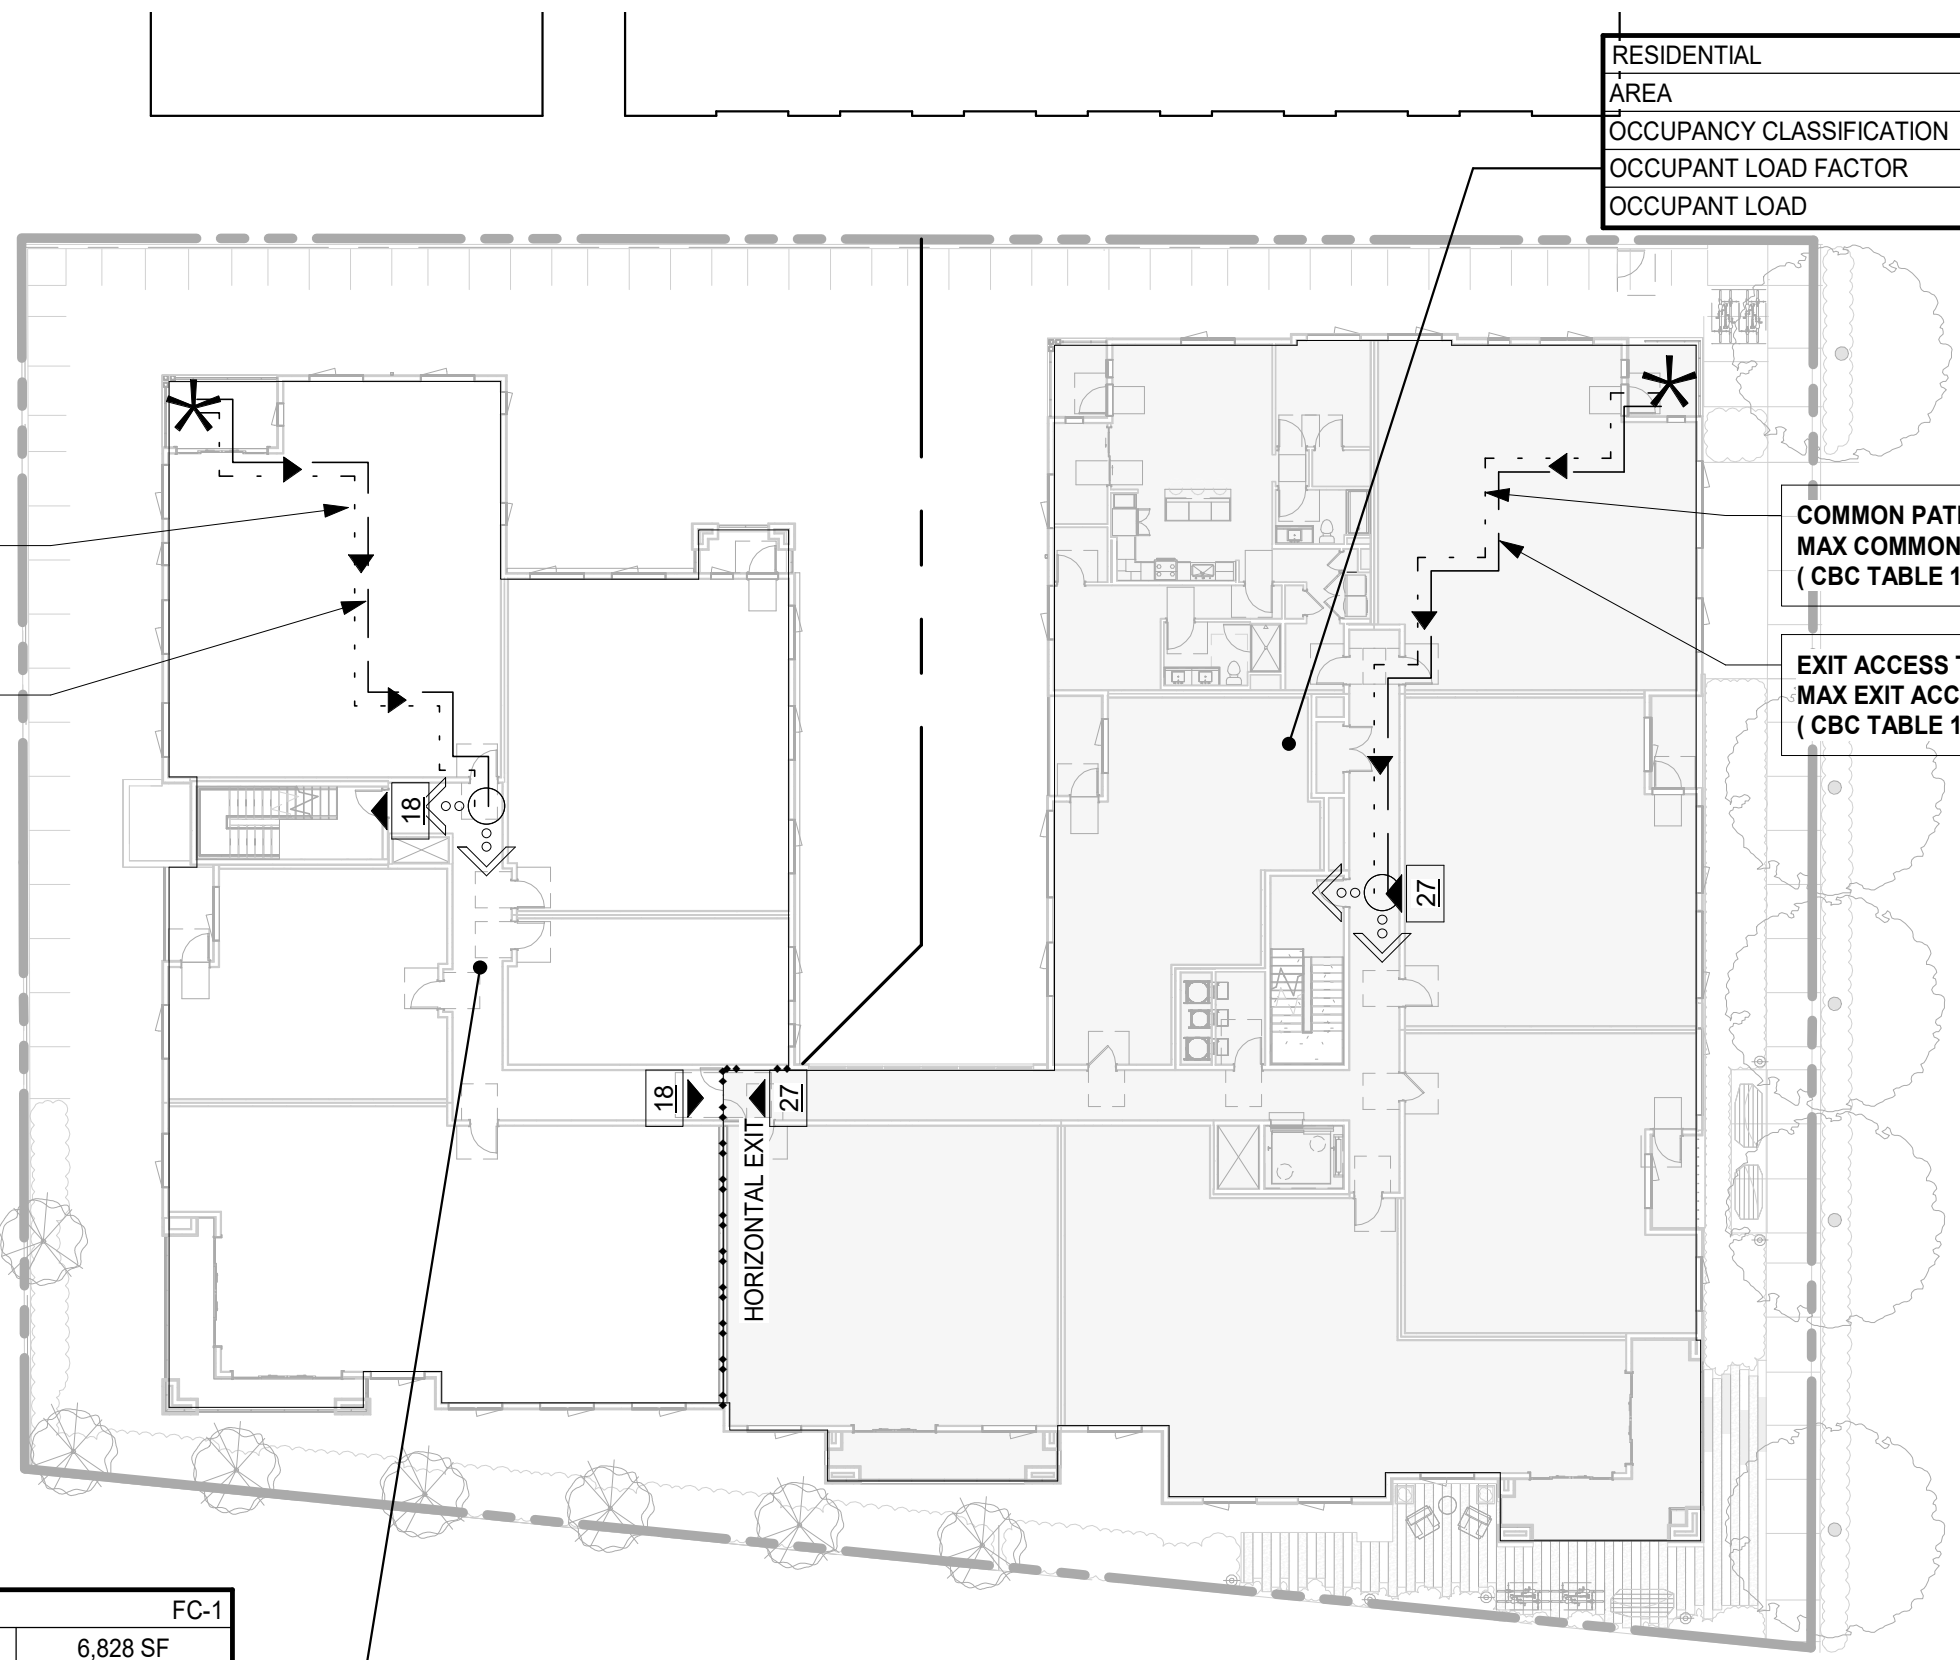 RESIDENTIAL
AREA
OCCUPANCY CLASSIFICATION
OCCUPANT LOAD FACTOR
OCCUPANT LOAD
COMMON PAT
MAX COMMON
( CBC TABLE 1
EXIT ACCESS T
MAX EXIT ACC
( CBC TABLE 1
18
27
18
27
HORIZONTAL EXIT
FC-1
6,828 SF